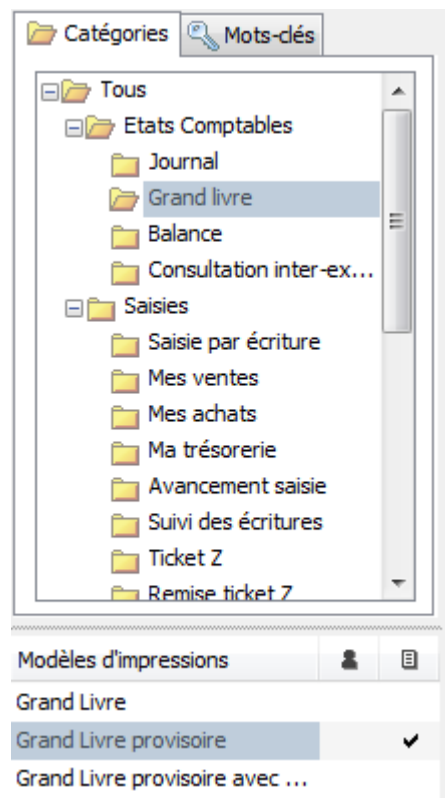 Catégories Mots-clés
Tous
Etats Comptables
Journal
Grand livre
Balance
Consultation inter-ex...
Saisies
Saisie par écriture
Mes ventes
Mes achats
Ma trésorerie
Avancement saisie
Suivi des écritures
Ticket Z
Remise ticket Z
Modèles d'impressions
Grand Livre
Grand Livre provisoire
Grand Livre provisoire avec ...